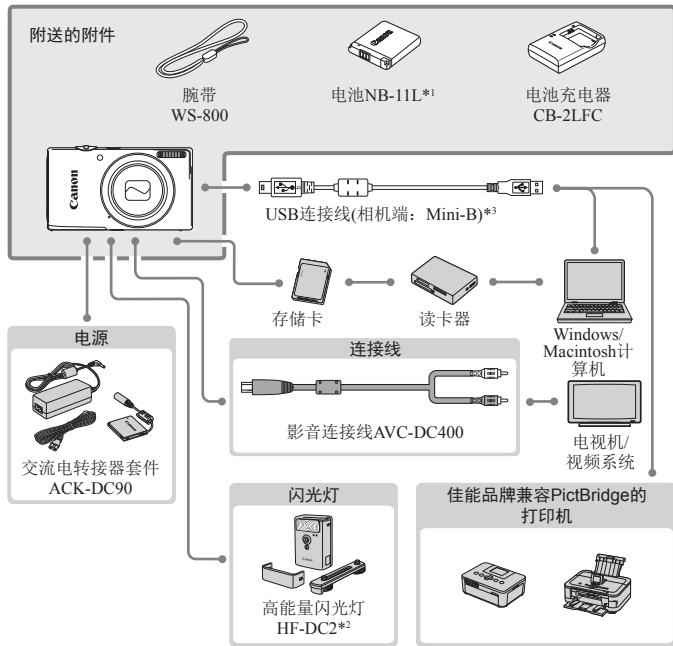 附送的附件
Canon
Canon
腕带
WS-800
电池NB-11L*1
电池充电器
CB-2LFC
Canon
USB连接线(相机端：Mini-B)*3
存储卡
读卡器
Windows/
Macintosh计
算机
电源
交流电转接器套件
ACK-DC90
连接线
影音连接线AVC-DC400
电视机/
视频系统
闪光灯
高能量闪光灯
HF-DC2*2
佳能品牌兼容PictBridge的
打印机